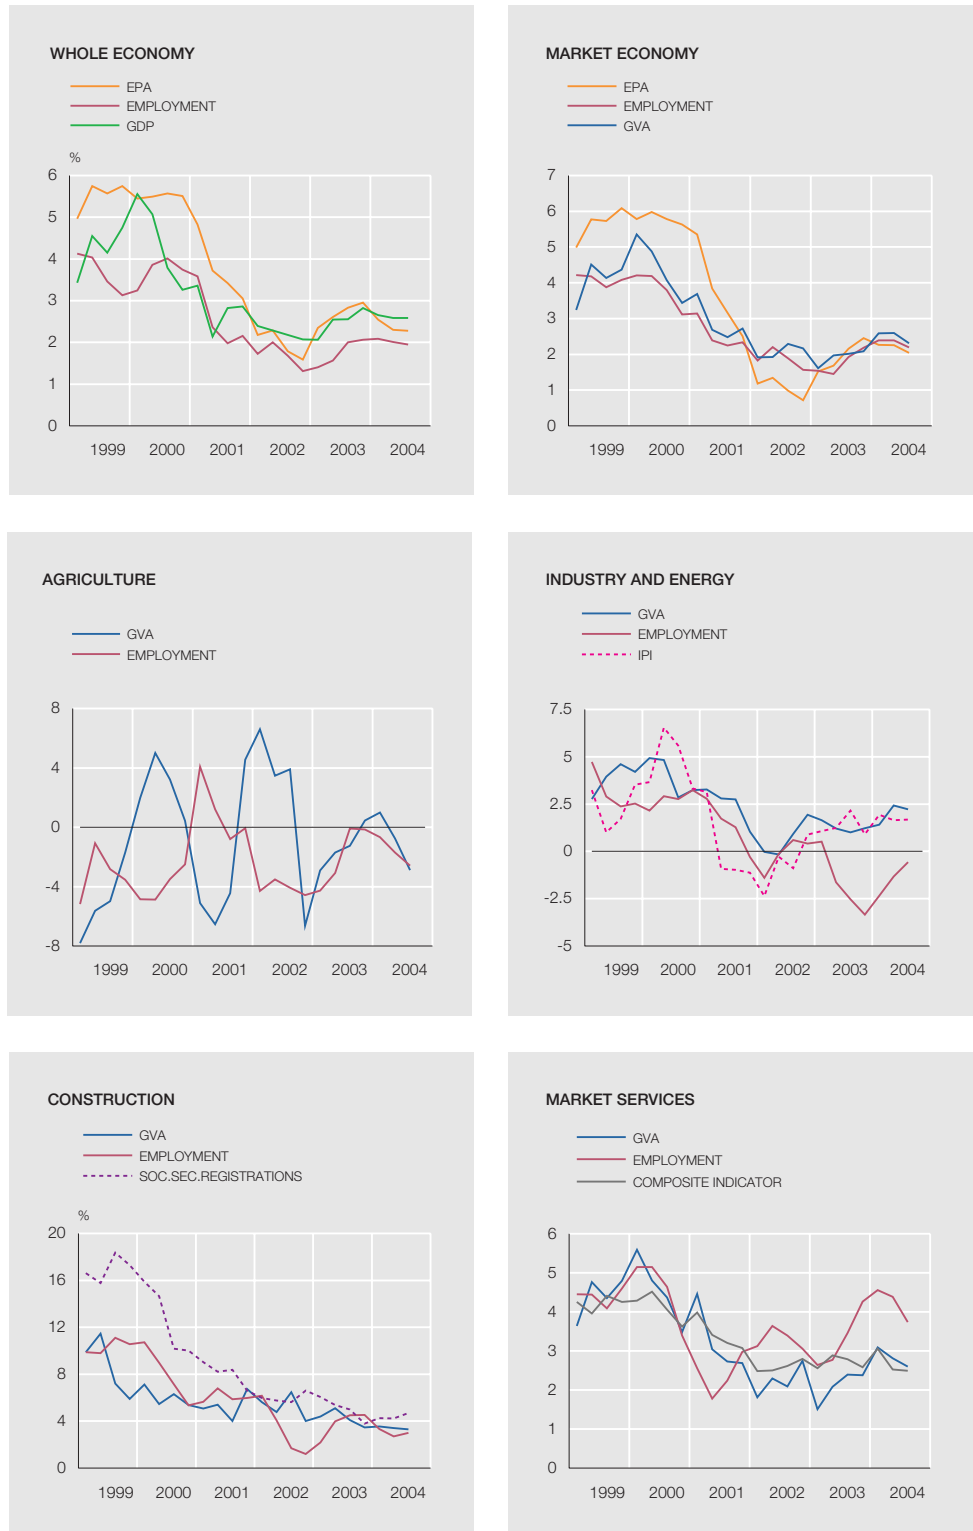 WHOLE ECONOMY
EPA
EMPLOYMENT
GDP
%
6
5
4
3
2
1
0
1999 2000 2001 2002 2003 2004
MARKET ECONOMY
EPA
EMPLOYMENT
GVA
7
6
5
4
3
2
1
0
1999 2000 2001 2002 2003 2004
AGRICULTURE
GVA
EMPLOYMENT
8
4
0
-4
-8
1999 2000 2001 2002 2003 2004
INDUSTRY AND ENERGY
GVA
EMPLOYMENT
IPI
7.5
5
2.5
0
-2.5
-5
1999 2000 2001 2002 2003 2004
CONSTRUCTION
GVA
EMPLOYMENT
SOC.SEC.REGISTRATIONS
%
20
16
12
8
4
0
1999 2000 2001 2002 2003 2004
MARKET SERVICES
GVA
EMPLOYMENT
COMPOSITE INDICATOR
6
5
4
3
2
1
0
1999 2000 2001 2002 2003 2004